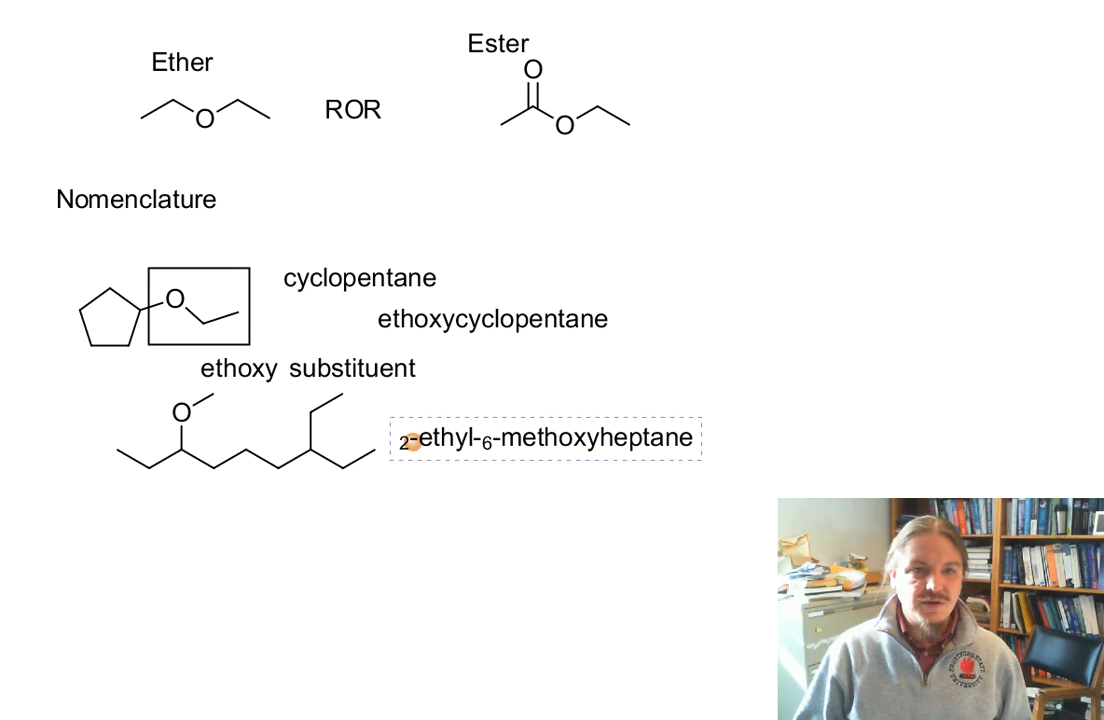 Ether
Ester
O
O
ROR
O
Nomenclature
O
cyclopentane
ethoxycyclopentane
ethoxy substituent
O
2-ethyl-6-methoxyheptane